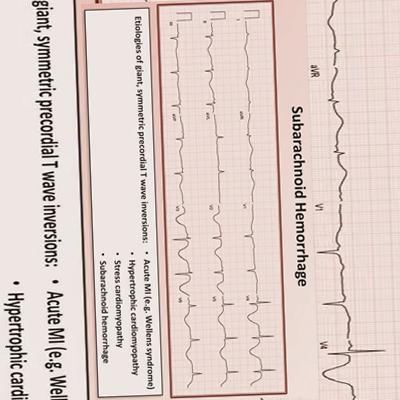 aVR
V1
V4
Subarachnoid Hemorrhage
I
aVR
V1
V4
II
aVL
V2
V5
III
aVF
V3
V6
Etiologies of giant, symmetric precordial T wave inversions:
• Acute MI (e.g. Wellens syndrome)
• Hypertrophic cardiomyopathy
• Stress cardiomyopathy
• Subarachnoid hemorrhage
giant, symmetric precordial T wave inversions:
• Acute MI (e.g. Well
• Hypertrophic cardi